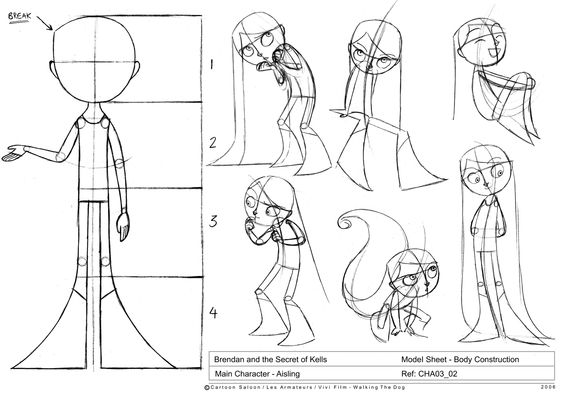 BREAK
1
2
3
4
Brendan and the Secret of Kells Model Sheet - Body Construction
Main Character - Aisling Ref: CHA03_02
©Cartoon Saloon / Les Armateurs / Vivi Film - Walking The Dog 2006